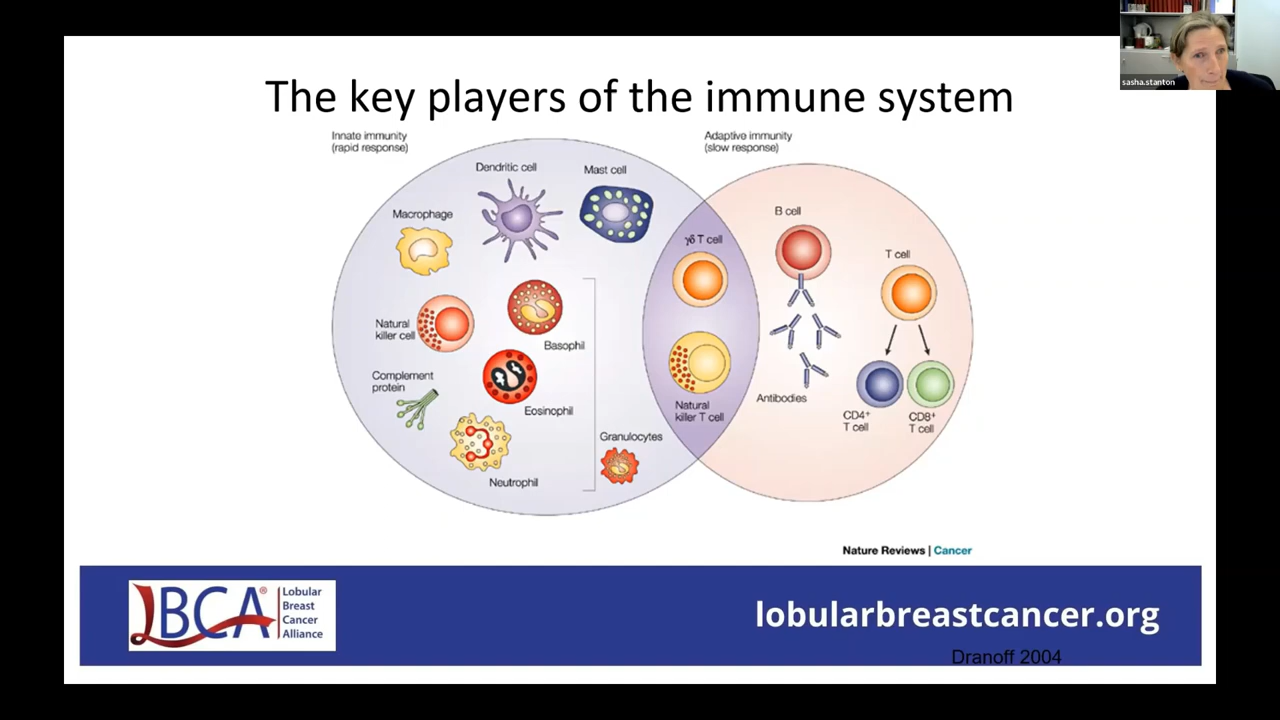 sasha.stanton
The key players of the immune system
Innate immunity
(rapid response)
Adaptive immunity
(slow response)
Dendritic cell
Mast cell
Macrophage
Natural
killer cell
Complement
protein
Basophil
Eosinophil
Neutrophil
Granulocytes
γδ T cell
Natural
killer T cell
B cell
Antibodies
T cell
CD4+
T cell
CD8+
T cell
Nature Reviews | Cancer
LBCA®
Lobular
Breast
Cancer
Alliance
lobularbreastcancer.org
Dranoff 2004